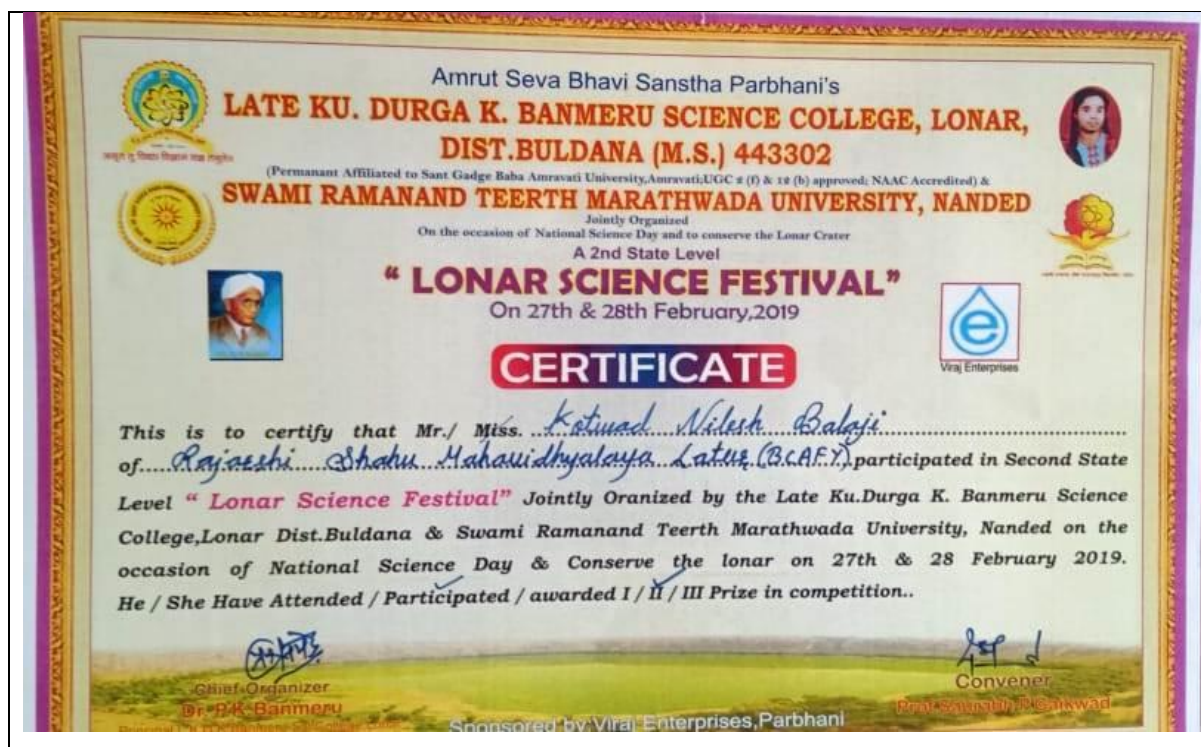 Amrut Seva Bhavi Sanstha Parbhani's
LATE KU. DURGA K. BANMERU SCIENCE COLLEGE, LONAR,
DIST.BULDANA (M.S.) 443302
(Permanant Affiliated to Sant Gadge Baba Amravati University,Amravati,UGC 2 (f) & 12 (b) approved; NAAC Accredited) &
SWAMI RAMANAND TEERTH MARATHWADA UNIVERSITY, NANDED
Jointly Organized
On the occasion of National Science Day and to conserve the Lonar Crater
A 2nd State Level
“ LONAR SCIENCE FESTIVAL”
On 27th & 28th February,2019
e
Viraj Enterprises
CERTIFICATE
This is to certify that Mr./ Miss. Kotiwad Nilesh Balaji
of Rajarshi Shahu Mahavidhyalaya Latur (BCAFY) participated in Second State
Level “ Lonar Science Festival” Jointly Oranized by the Late Ku.Durga K. Banmeru Science
College,Lonar Dist.Buldana & Swami Ramanand Teerth Marathwada University, Nanded on the
occasion of National Science Day & Conserve the lonar on 27th & 28 February 2019.
He / She Have Attended / Participated / awarded I / II / III Prize in competition..
Chief Organizer
Dr. P.K.Banmeru
Convener
Prof Saurabh P Gaikwad
Sponsored by Viraj Enterprises,Parbhani